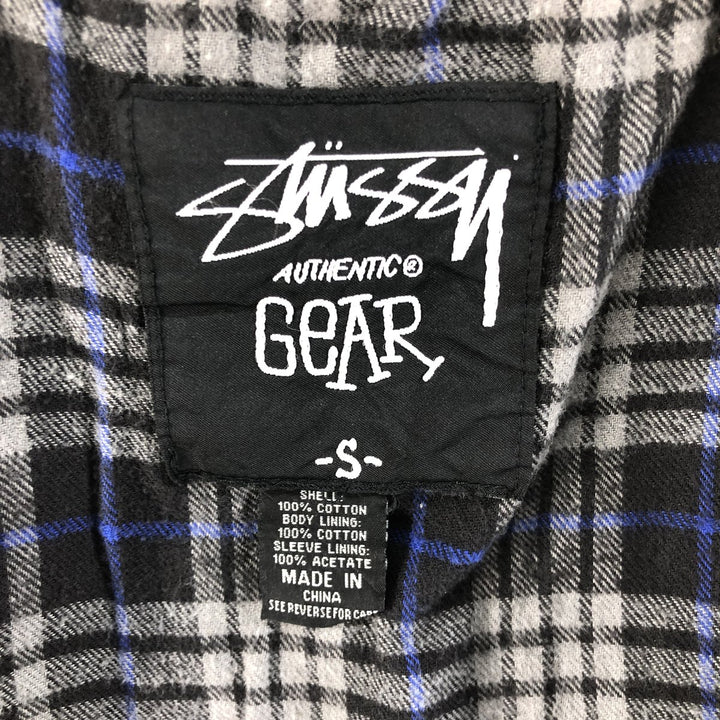 Stüssy
AUTHENTIC®
GEAR
-S-
SHELL:
100% COTTON
BODY LINING:
100% COTTON
SLEEVE LINING:
100% ACETATE
MADE IN
CHINA
SEE REVERSE FOR CARE